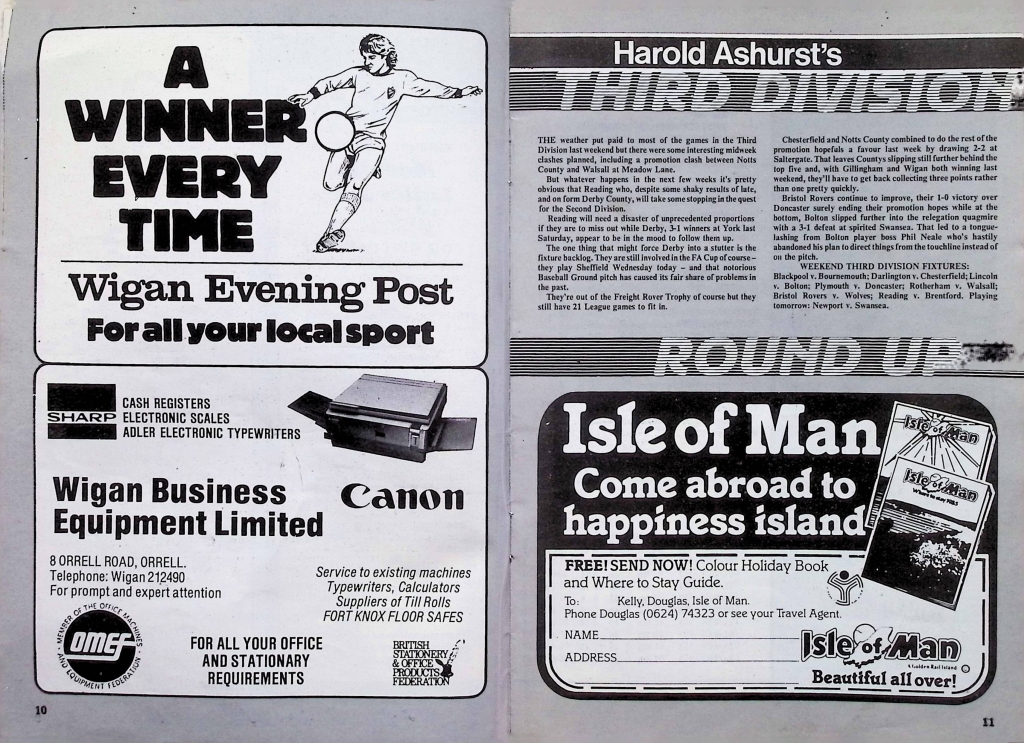 A
WINNER
EVERY
TIME
Wigan Evening Post
For all your local sport
SHARP
CASH REGISTERS
ELECTRONIC SCALES
ADLER ELECTRONIC TYPEWRITERS
Wigan Business
Equipment Limited
Canon
8 ORRELL ROAD, ORRELL.
Telephone: Wigan 212490
For prompt and expert attention
Service to existing machines
Typewriters, Calculators
Suppliers of Till Rolls
FORT KNOX FLOOR SAFES
MEMBER OF THE OFFICE MACHINES
OMEF
AND EQUIPMENT FEDERATION
FOR ALL YOUR OFFICE
AND STATIONARY
REQUIREMENTS
BRITISH
STATIONERY
& OFFICE
PRODUCTS
FEDERATION
10
Harold Ashurst's
THIRD DIVISION
THE weather put paid to most of the games in the Third
Division last weekend but there were some interesting midweek
clashes planned, including a promotion clash between Notts
County and Walsall at Meadow Lane.
But whatever happens in the next few weeks it's pretty
obvious that Reading who, despite some shaky results of late,
and on form Derby County, will take some stopping in the quest
for the Second Division.
Reading will need a disaster of unprecedented proportions
if they are to miss out while Derby, 3-1 winners at York last
Saturday, appear to be in the mood to follow them up.
The one thing that might force Derby into a stutter is the
fixture backlog. They are still involved in the FA Cup of course –
they play Sheffield Wednesday today – and that notorious
Baseball Ground pitch has caused its fair share of problems in
the past.
They're out of the Freight Rover Trophy of course but they
still have 21 League games to fit in.
Chesterfield and Notts County combined to do the rest of the
promotion hopefuls a favour last week by drawing 2-2 at
Saltergate. That leaves Countys slipping still further behind the
top five and, with Gillingham and Wigan both winning last
weekend, they'll have to get back collecting three points rather
than one pretty quickly.
Bristol Rovers continue to improve, their 1-0 victory over
Doncaster surely ending their promotion hopes while at the
bottom, Bolton slipped further into the relegation quagmire
with a 3-1 defeat at spirited Swansea. That led to a tongue-
lashing from Bolton player boss Phil Neale who's hastily
abandoned his plan to direct things from the touchline instead of
on the pitch.
WEEKEND THIRD DIVISION FIXTURES:
Blackpool v. Bournemouth; Darlington v. Chesterfield; Lincoln
v. Bolton; Plymouth v. Doncaster; Rotherham v. Walsall;
Bristol Rovers v. Wolves; Reading v. Brentford. Playing
tomorrow: Newport v. Swansea.
ROUND UP
Isle of Man
Come abroad to
happiness island
Isle of Man
Isle of Man
Where to stay 1985
FREE! SEND NOW! Colour Holiday Book
and Where to Stay Guide.
To: Kelly, Douglas, Isle of Man.
Phone Douglas (0624) 74323 or see your Travel Agent.
NAME
ADDRESS
Isle of Man
A Golden Rail Island
Beautiful all over!
11